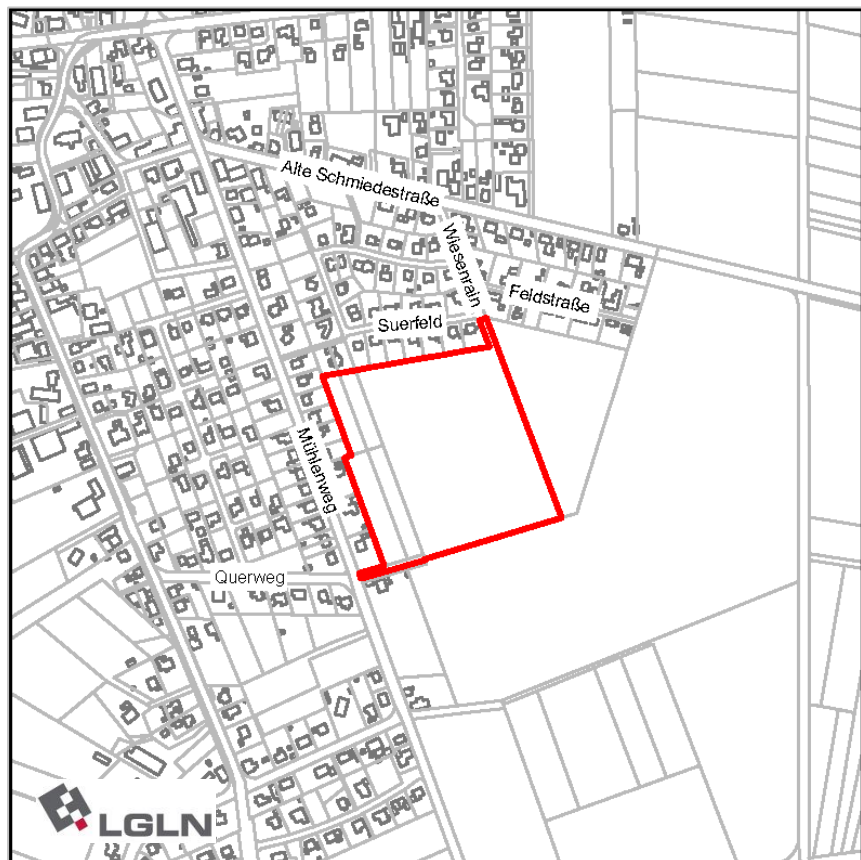 Alte Schmiedestraße
Wiesenrain
Feldstraße
Suerfeld
Mühlenweg
Querweg
LGLN